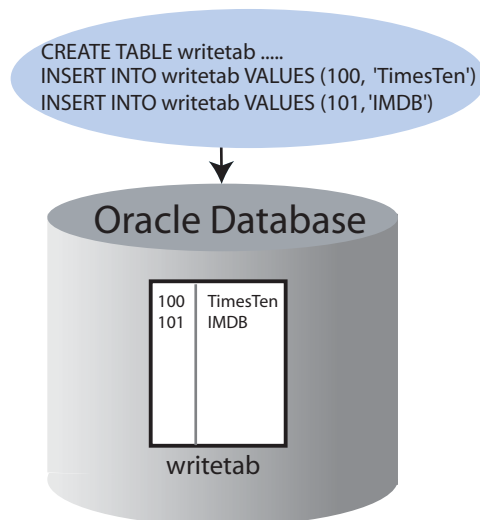 CREATE TABLE writetab .....
INSERT INTO writetab VALUES (100, 'TimesTen')
INSERT INTO writetab VALUES (101, 'IMDB')
Oracle Database
100 TimesTen
101 IMDB
writetab